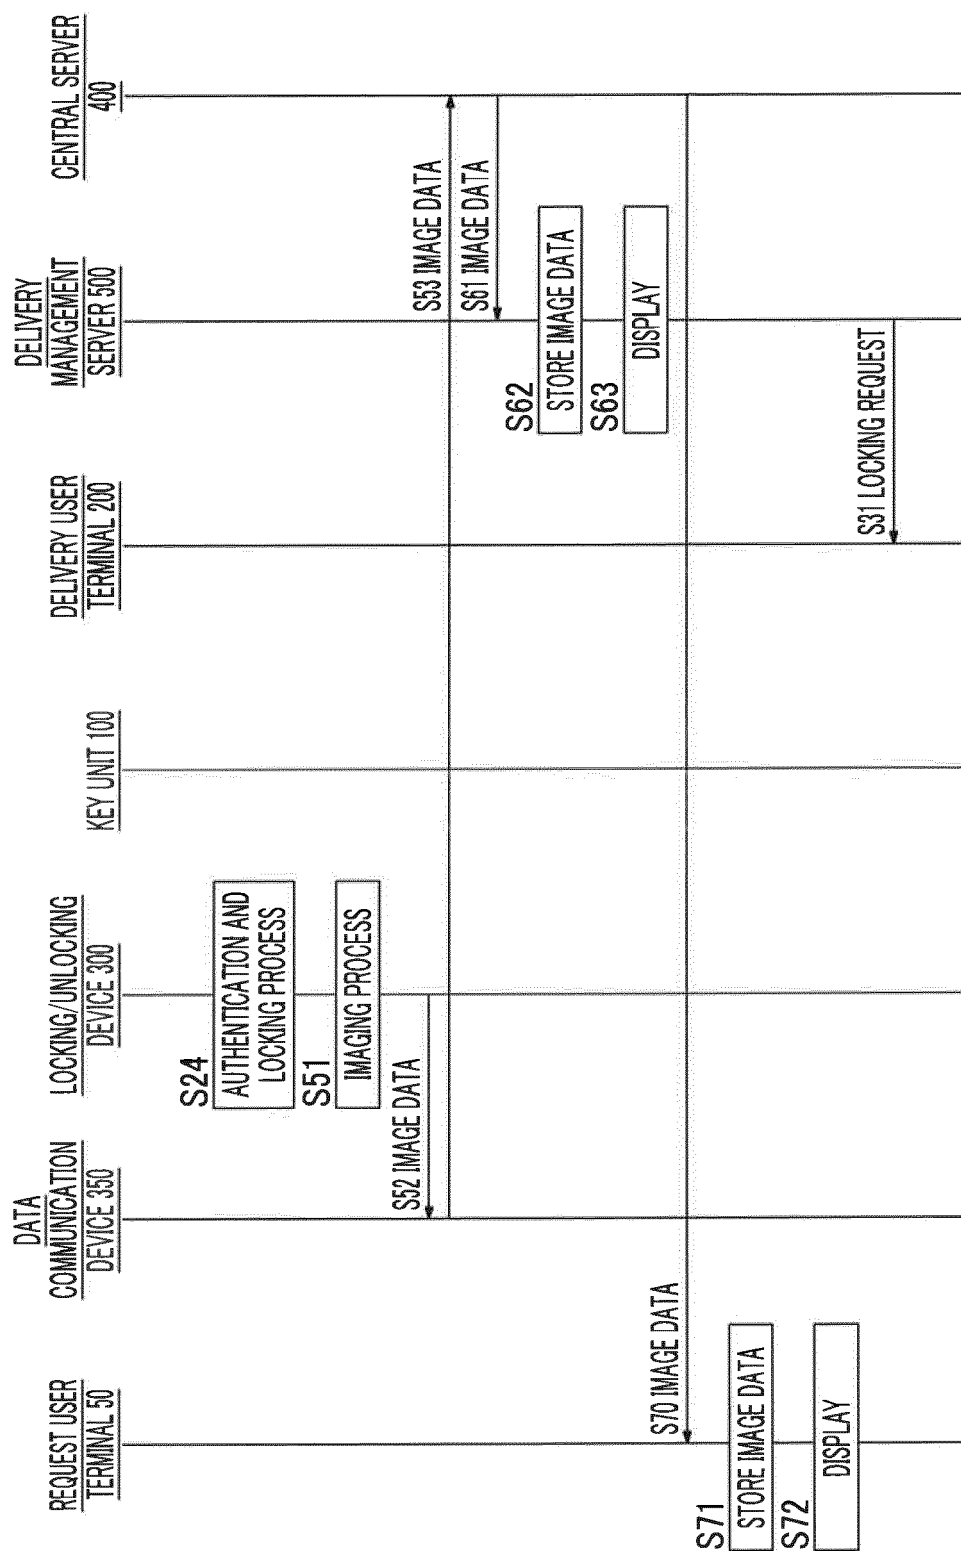 REQUEST USER
TERMINAL 50
DATA
COMMUNICATION
DEVICE 350
LOCKING/UNLOCKING
DEVICE 300
KEY UNIT 100
DELIVERY USER
TERMINAL 200
DELIVERY
MANAGEMENT
SERVER 500
CENTRAL SERVER
400
S24
AUTHENTICATION AND
LOCKING PROCESS
S51
IMAGING PROCESS
S52 IMAGE DATA
S53 IMAGE DATA
S61 IMAGE DATA
S62
STORE IMAGE DATA
S63
DISPLAY
S70 IMAGE DATA
S71
STORE IMAGE DATA
S72
DISPLAY
S31 LOCKING REQUEST